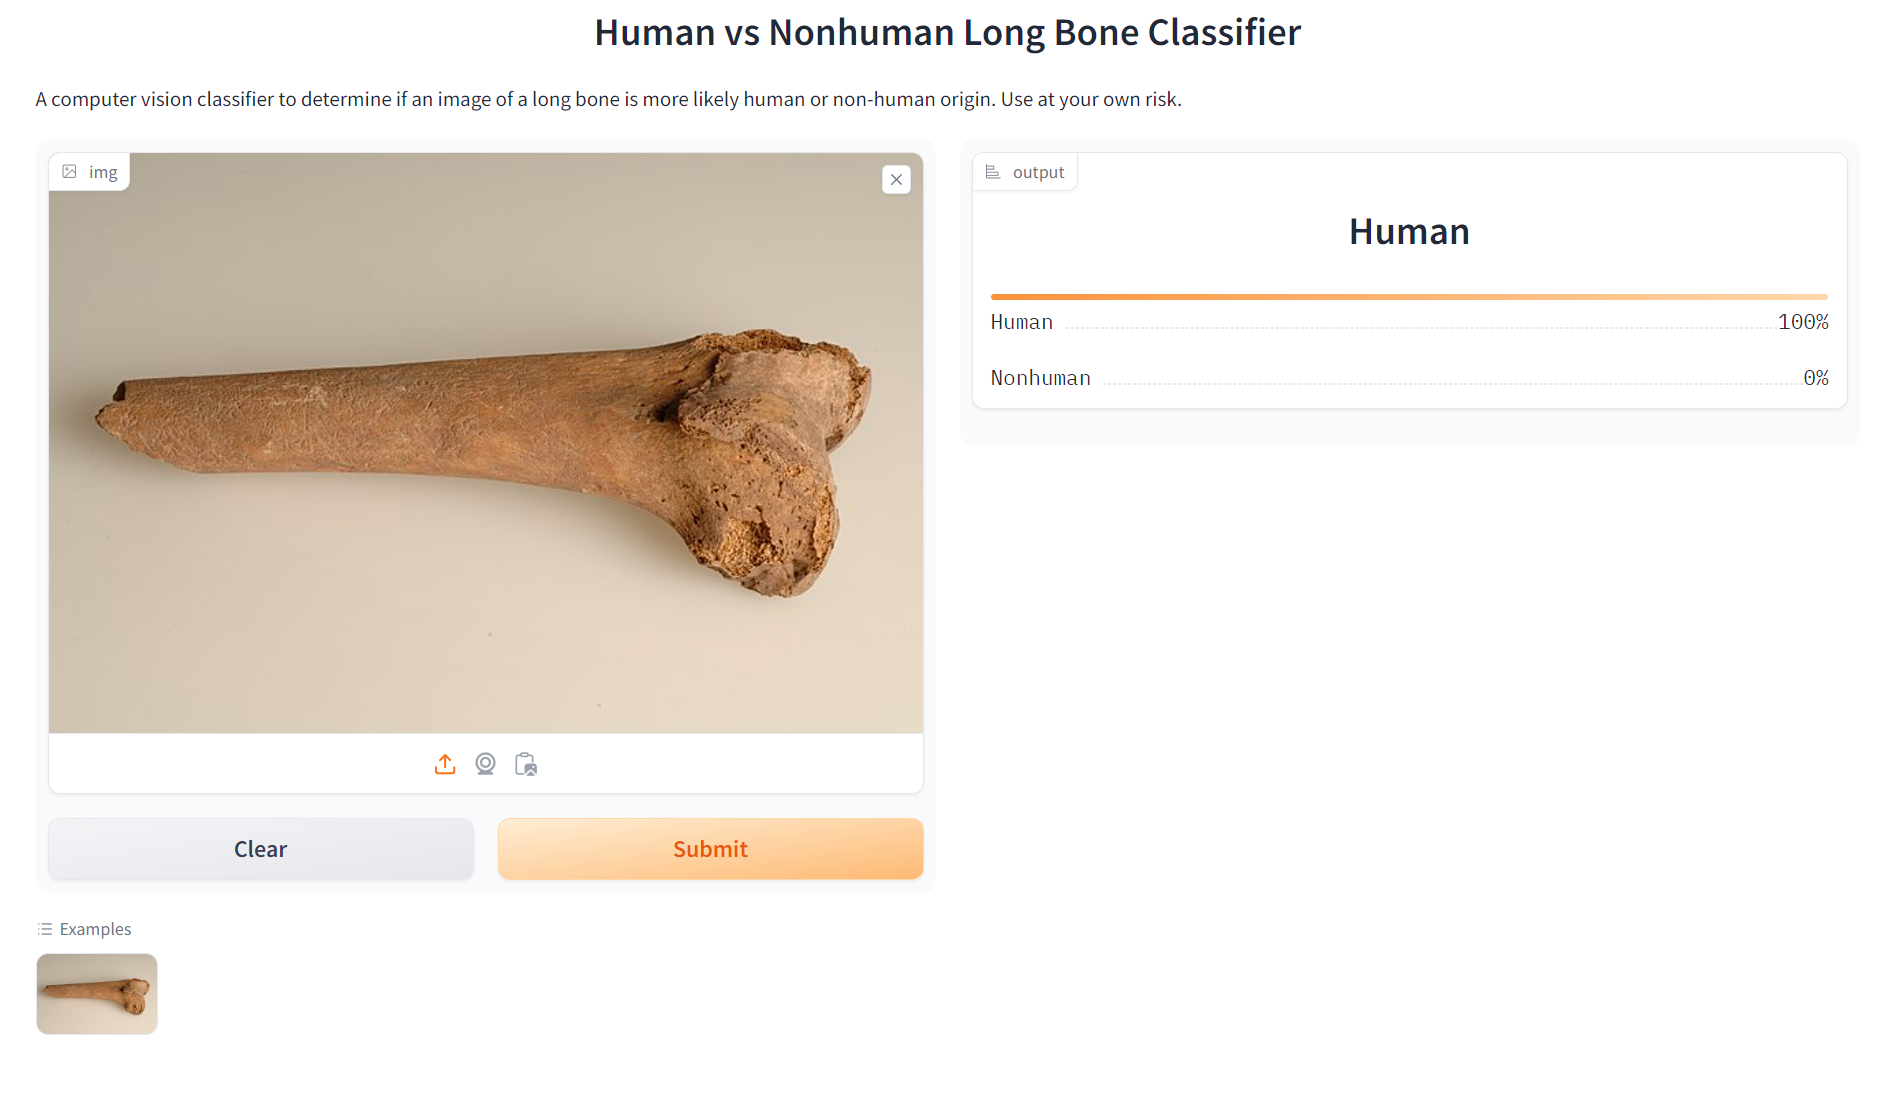 Human vs Nonhuman Long Bone Classifier
A computer vision classifier to determine if an image of a long bone is more likely human or non-human origin. Use at your own risk.
img
output
Human
Human 100%
Nonhuman 0%
Clear
Submit
Examples